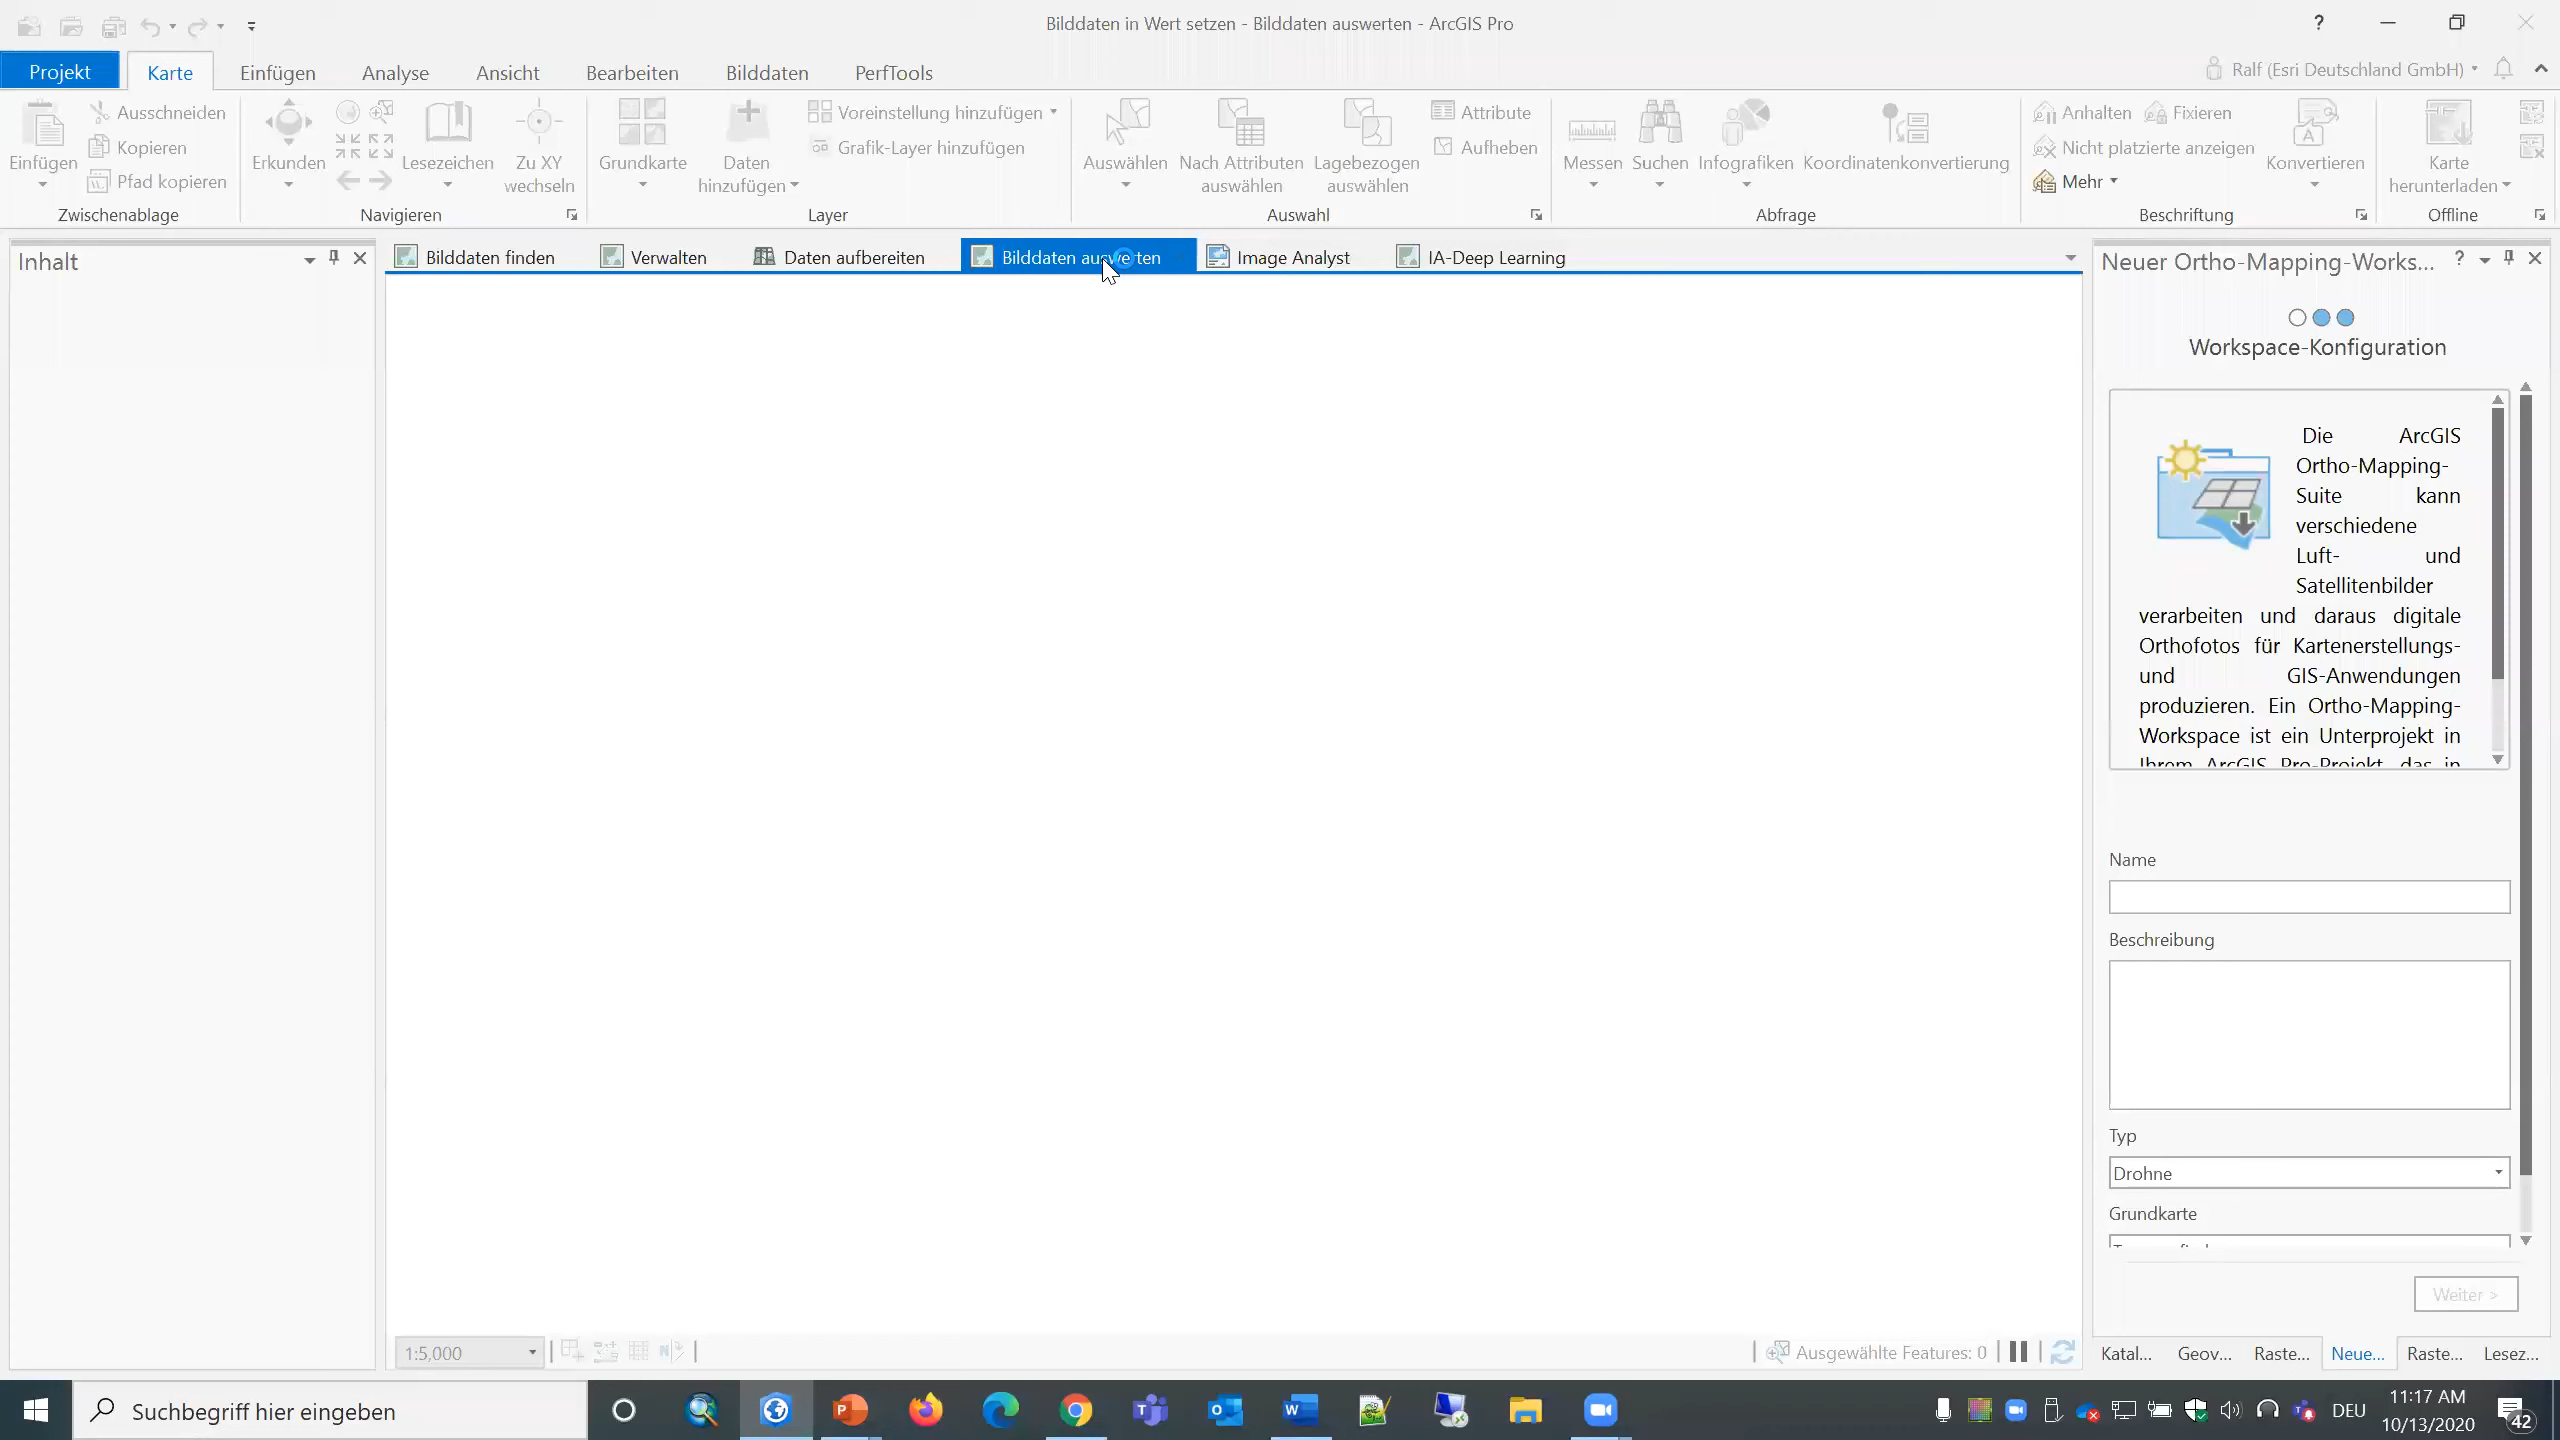 Bilddaten in Wert setzen - Bilddaten auswerten - ArcGIS Pro
?
Projekt
Karte
Einfügen
Analyse
Ansicht
Bearbeiten
Bilddaten
PerfTools
Ralf (Esri Deutschland GmbH)
Einfügen
Ausschneiden
Kopieren
Pfad kopieren
Zwischenablage
Erkunden
Lesezeichen
Zu XY
wechseln
Navigieren
Grundkarte
Daten
hinzufügen
Voreinstellung hinzufügen
Grafik-Layer hinzufügen
Layer
Auswählen
Nach Attributen
auswählen
Lagebezogen
auswählen
Attribute
Aufheben
Auswahl
Messen
Suchen
Infografiken
Koordinatenkonvertierung
Abfrage
Anhalten
Fixieren
Nicht platzierte anzeigen
Mehr
Konvertieren
Beschriftung
Karte
herunterladen
Offline
Inhalt
Bilddaten finden
Verwalten
Daten aufbereiten
Bilddaten auswerten
Image Analyst
IA-Deep Learning
Neuer Ortho-Mapping-Works...
?
Workspace-Konfiguration
Die ArcGIS
Ortho-Mapping-
Suite kann
verschiedene
Luft- und
Satellitenbilder
verarbeiten und daraus digitale
Orthofotos für Kartenerstellungs-
und GIS-Anwendungen
produzieren. Ein Ortho-Mapping-
Workspace ist ein Unterprojekt in
Ihrem ArcGIS Pro-Projekt, das in
Name
Beschreibung
Typ
Drohne
Grundkarte
Weiter >
1:5,000
Ausgewählte Features: 0
Katal...
Geov...
Raste...
Neue...
Raste...
Lesez...
Suchbegriff hier eingeben
DEU
11:17 AM
10/13/2020
42